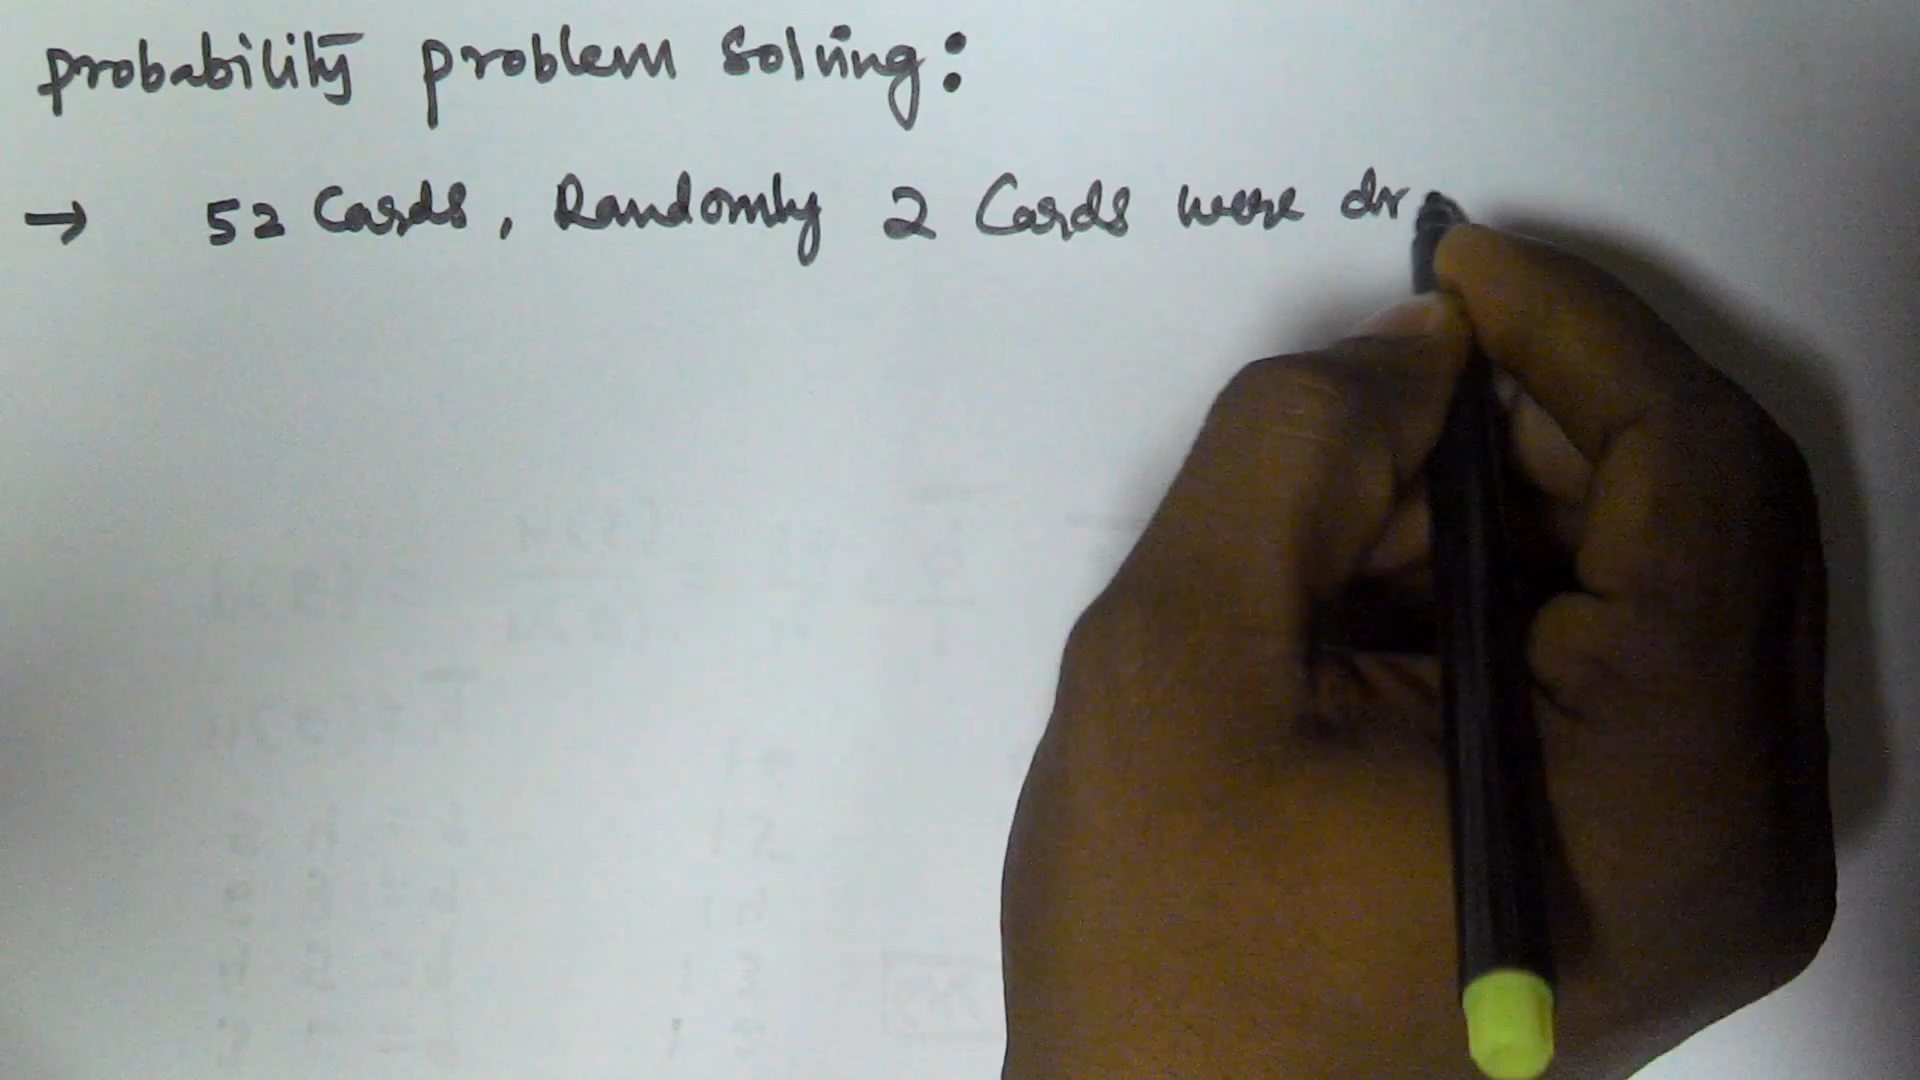 probability problem solving:
→ 52 Cards, Randomly 2 Cards were dr